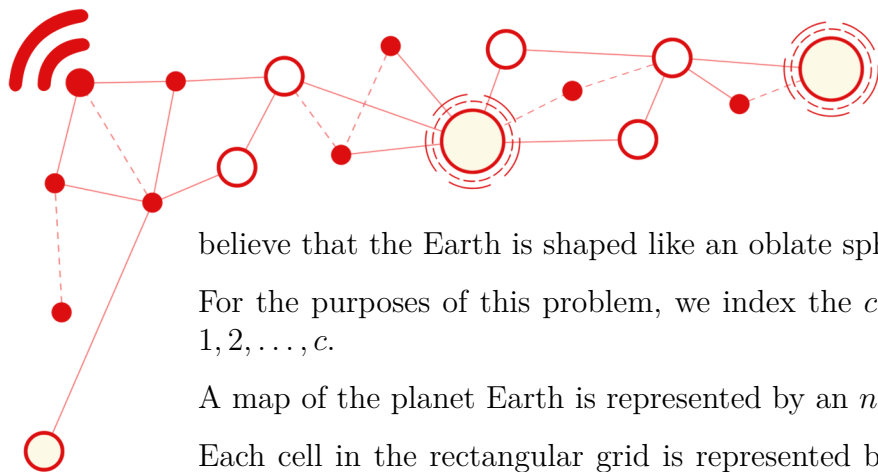 believe that the Earth is shaped like an oblate
For the purposes of this problem, we index the c
1, 2, . . . , c.
A map of the planet Earth is represented by an n
Each cell in the rectangular grid is represented